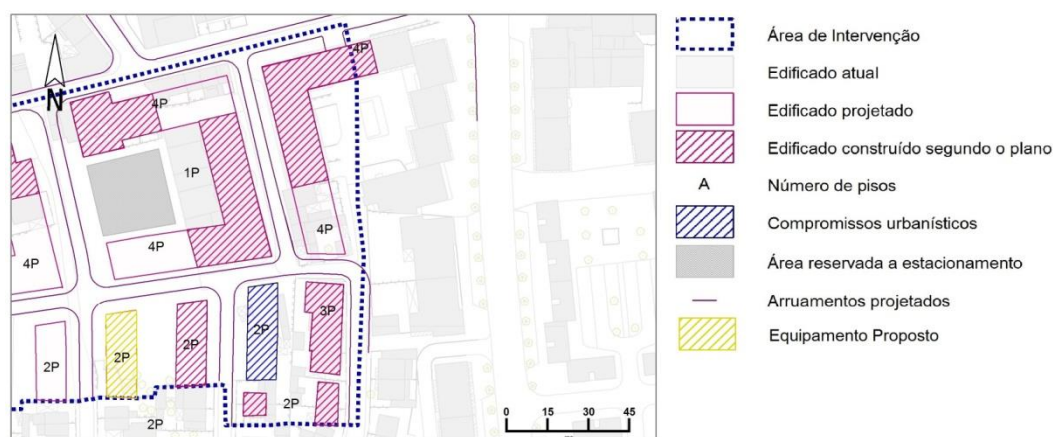 4P
4P
N
1P
4P
4P
4P
3P
2P
2P
2P
2P
2P
2P
0 15 30 45
Área de Intervenção
Edificado atual
Edificado projetado
Edificado construído segundo o plano
A Número de pisos
Compromissos urbanísticos
Área reservada a estacionamento
Arruamentos projetados
Equipamento Proposto